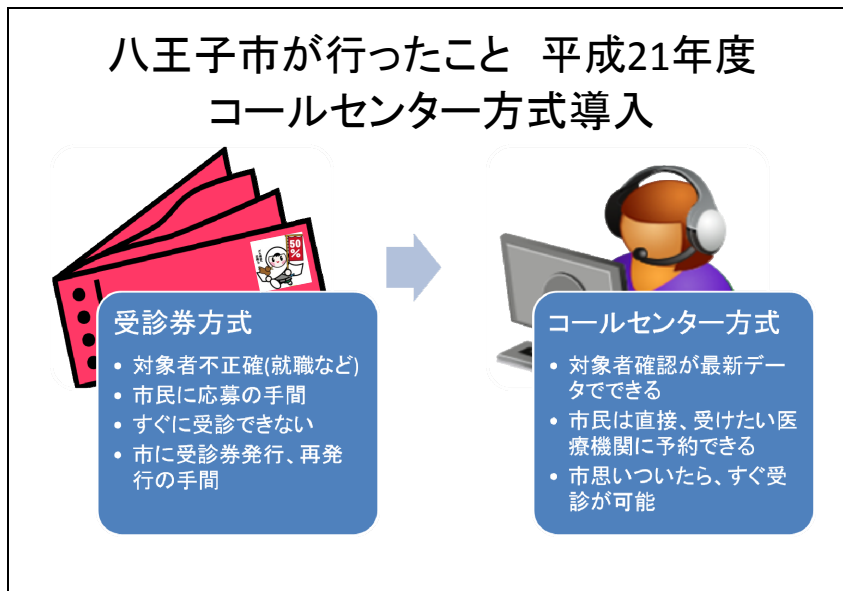 八王子市が行ったこと 平成21年度
コールセンター方式導入
50
%
受診券方式
• 対象者不正確(就職など)
• 市民に応募の手間
• すぐに受診できない
• 市に受診券発行、再発
行の手間
コールセンター方式
• 対象者確認が最新デー
タでできる
• 市民は直接、受けたい医
療機関に予約できる
• 市思いついたら、すぐ受
診が可能